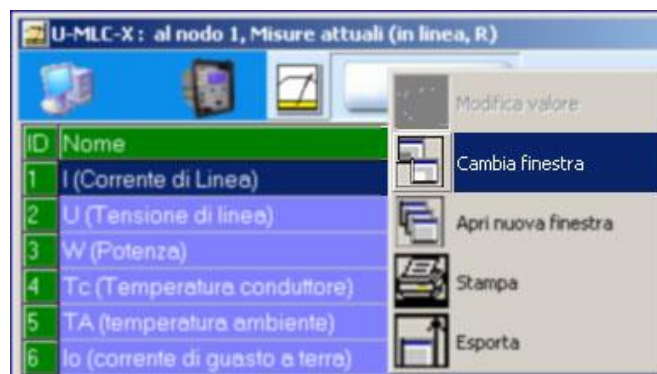 U-MLC-X : al nodo 1, Misure attuali (in linea, R)
Modifica valore
ID Nome
Cambia finestra
1 I (Corrente di Linea)
2 U (Tensione di linea)
Apri nuova finestra
3 W (Potenza)
4 Tc (Temperatura conduttore)
Stampa
5 TA (temperatura ambiente)
Esporta
6 Io (corrente di guasto a terra)